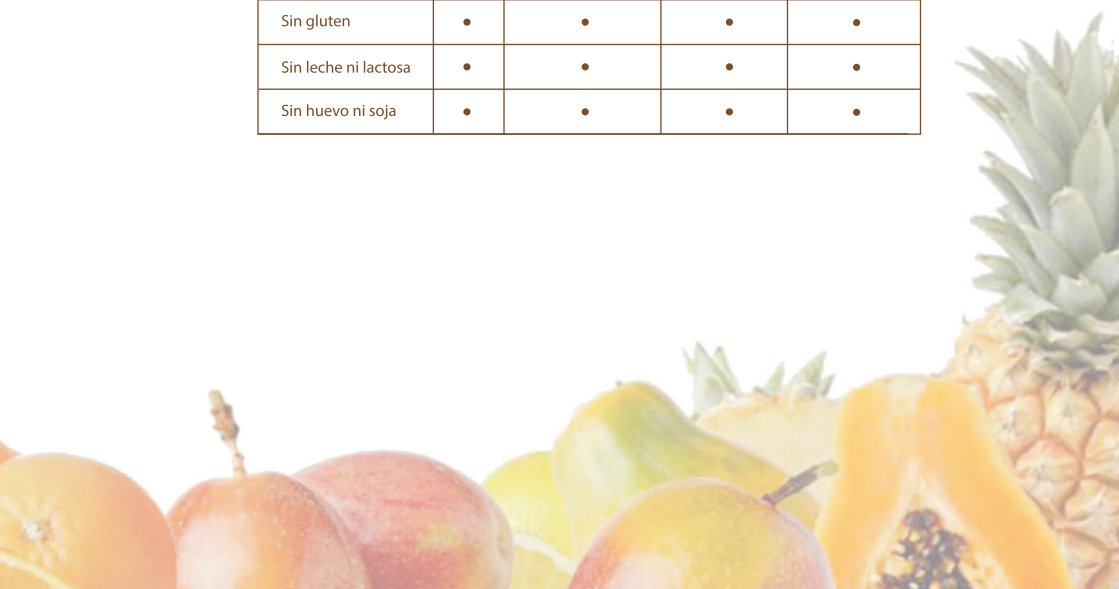 Sin gluten • • • •
Sin leche ni lactosa • • • •
Sin huevo ni soja • • • •